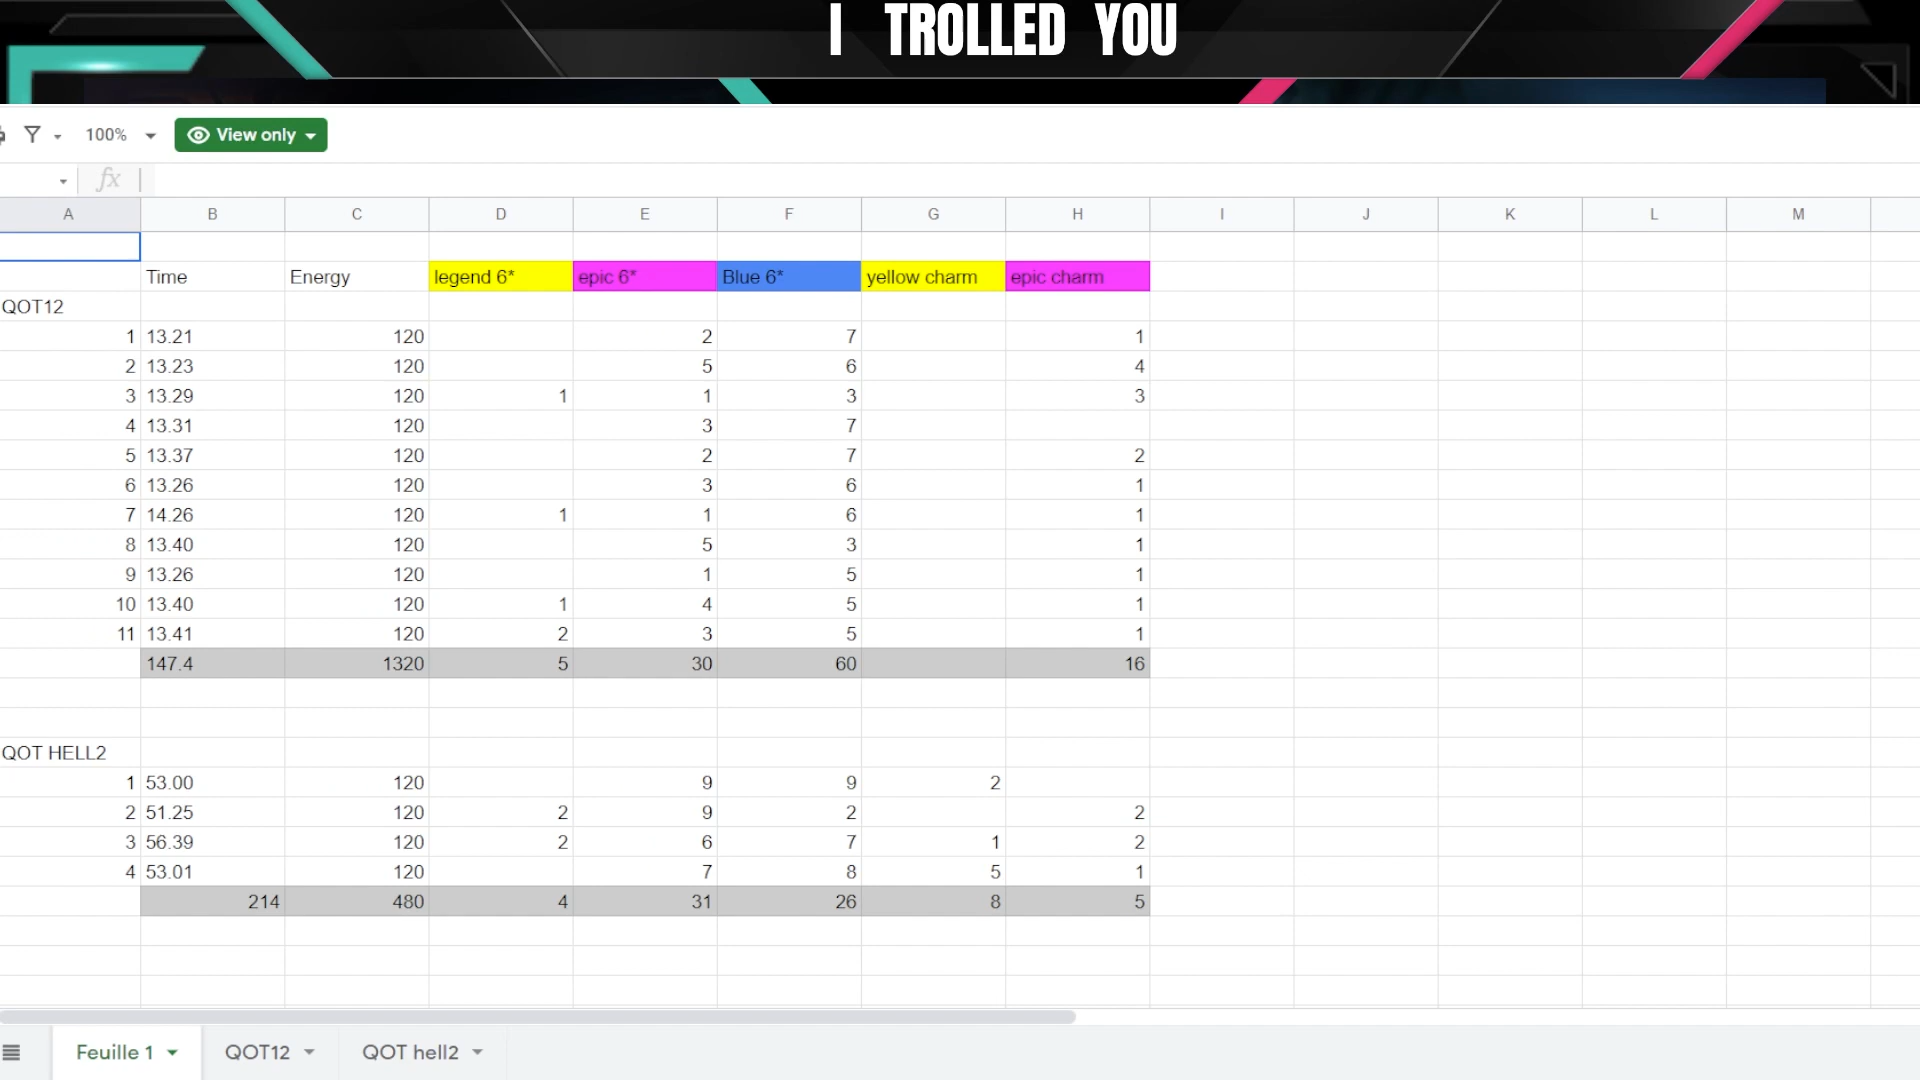 I TROLLED YOU
100% View only
fx
A B C D E F G H I J K L M
Time Energy legend 6* epic 6* Blue 6* yellow charm epic charm
QOT12
1 13.21 120 2 7 1
2 13.23 120 5 6 4
3 13.29 120 1 1 3 3
4 13.31 120 3 7
5 13.37 120 2 7 2
6 13.26 120 3 6 1
7 14.26 120 1 1 6 1
8 13.40 120 5 3 1
9 13.26 120 1 5 1
10 13.40 120 1 4 5 1
11 13.41 120 2 3 5 1
147.4 1320 5 30 60 16
QOT HELL2
1 53.00 120 9 9 2
2 51.25 120 2 9 2 2
3 56.39 120 2 6 7 1 2
4 53.01 120 7 8 5 1
214 480 4 31 26 8 5
Feuille 1 QOT12 QOT hell2